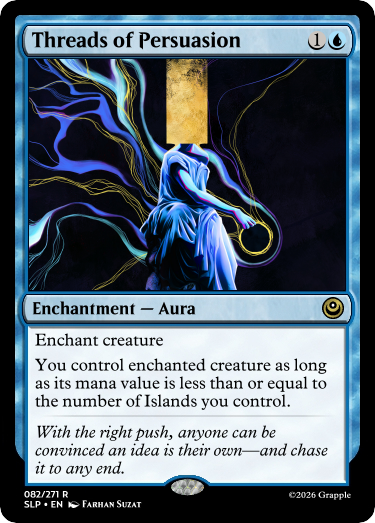 Threads of Persuasion 1
Enchantment — Aura
Enchant creature
You control enchanted creature as long
as its mana value is less than or equal to
the number of Islands you control.
With the right push, anyone can be
convinced an idea is their own—and chase
it to any end.
082/271 R
SLP • EN Farhan Suzat ©2026 Grapple